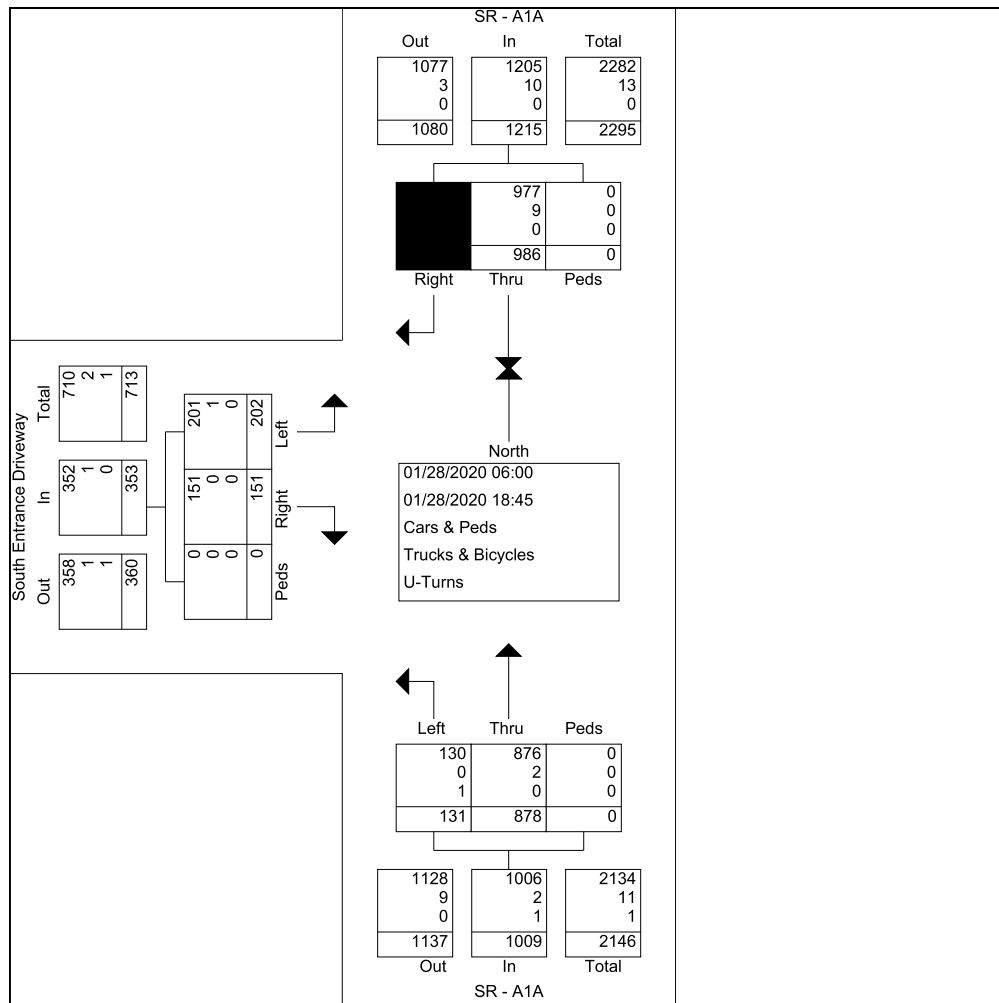 SR - A1A
Out In Total
1077 1205 2282
3 10 13
0 0 0
1080 1215 2295
977 0
9 0
0 0
986 0
Right Thru Peds
South Entrance Driveway
Total
710
2
1
713
In
352
1
0
353
Out
358
1
1
360
201
1
0
202
Left
151
0
0
151
Right
0
0
0
0
Peds
North
01/28/2020 06:00
01/28/2020 18:45
Cars & Peds
Trucks & Bicycles
U-Turns
Left Thru Peds
130 876 0
0 2 0
1 0 0
131 878 0
1128 1006 2134
9 2 11
0 1 1
1137 1009 2146
Out In Total
SR - A1A